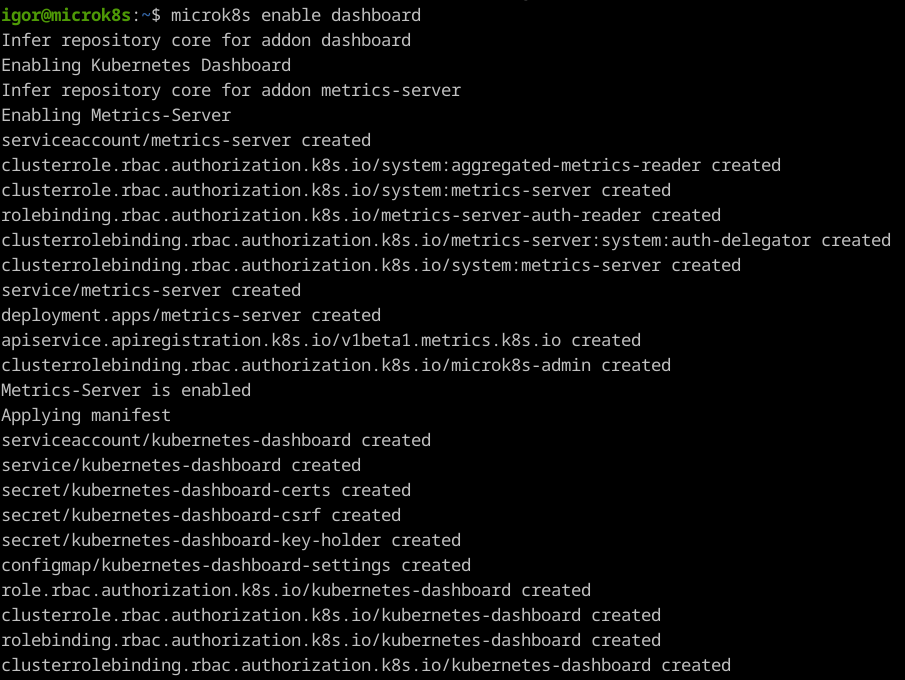 igor@microk8s:~$ microk8s enable dashboard
Infer repository core for addon dashboard
Enabling Kubernetes Dashboard
Infer repository core for addon metrics-server
Enabling Metrics-Server
serviceaccount/metrics-server created
clusterrole.rbac.authorization.k8s.io/system:aggregated-metrics-reader created
clusterrole.rbac.authorization.k8s.io/system:metrics-server created
rolebinding.rbac.authorization.k8s.io/metrics-server-auth-reader created
clusterrolebinding.rbac.authorization.k8s.io/metrics-server:system:auth-delegator created
clusterrolebinding.rbac.authorization.k8s.io/system:metrics-server created
service/metrics-server created
deployment.apps/metrics-server created
apiservice.apiregistration.k8s.io/v1beta1.metrics.k8s.io created
clusterrolebinding.rbac.authorization.k8s.io/microk8s-admin created
Metrics-Server is enabled
Applying manifest
serviceaccount/kubernetes-dashboard created
service/kubernetes-dashboard created
secret/kubernetes-dashboard-certs created
secret/kubernetes-dashboard-csrf created
secret/kubernetes-dashboard-key-holder created
configmap/kubernetes-dashboard-settings created
role.rbac.authorization.k8s.io/kubernetes-dashboard created
clusterrole.rbac.authorization.k8s.io/kubernetes-dashboard created
rolebinding.rbac.authorization.k8s.io/kubernetes-dashboard created
clusterrolebinding.rbac.authorization.k8s.io/kubernetes-dashboard created